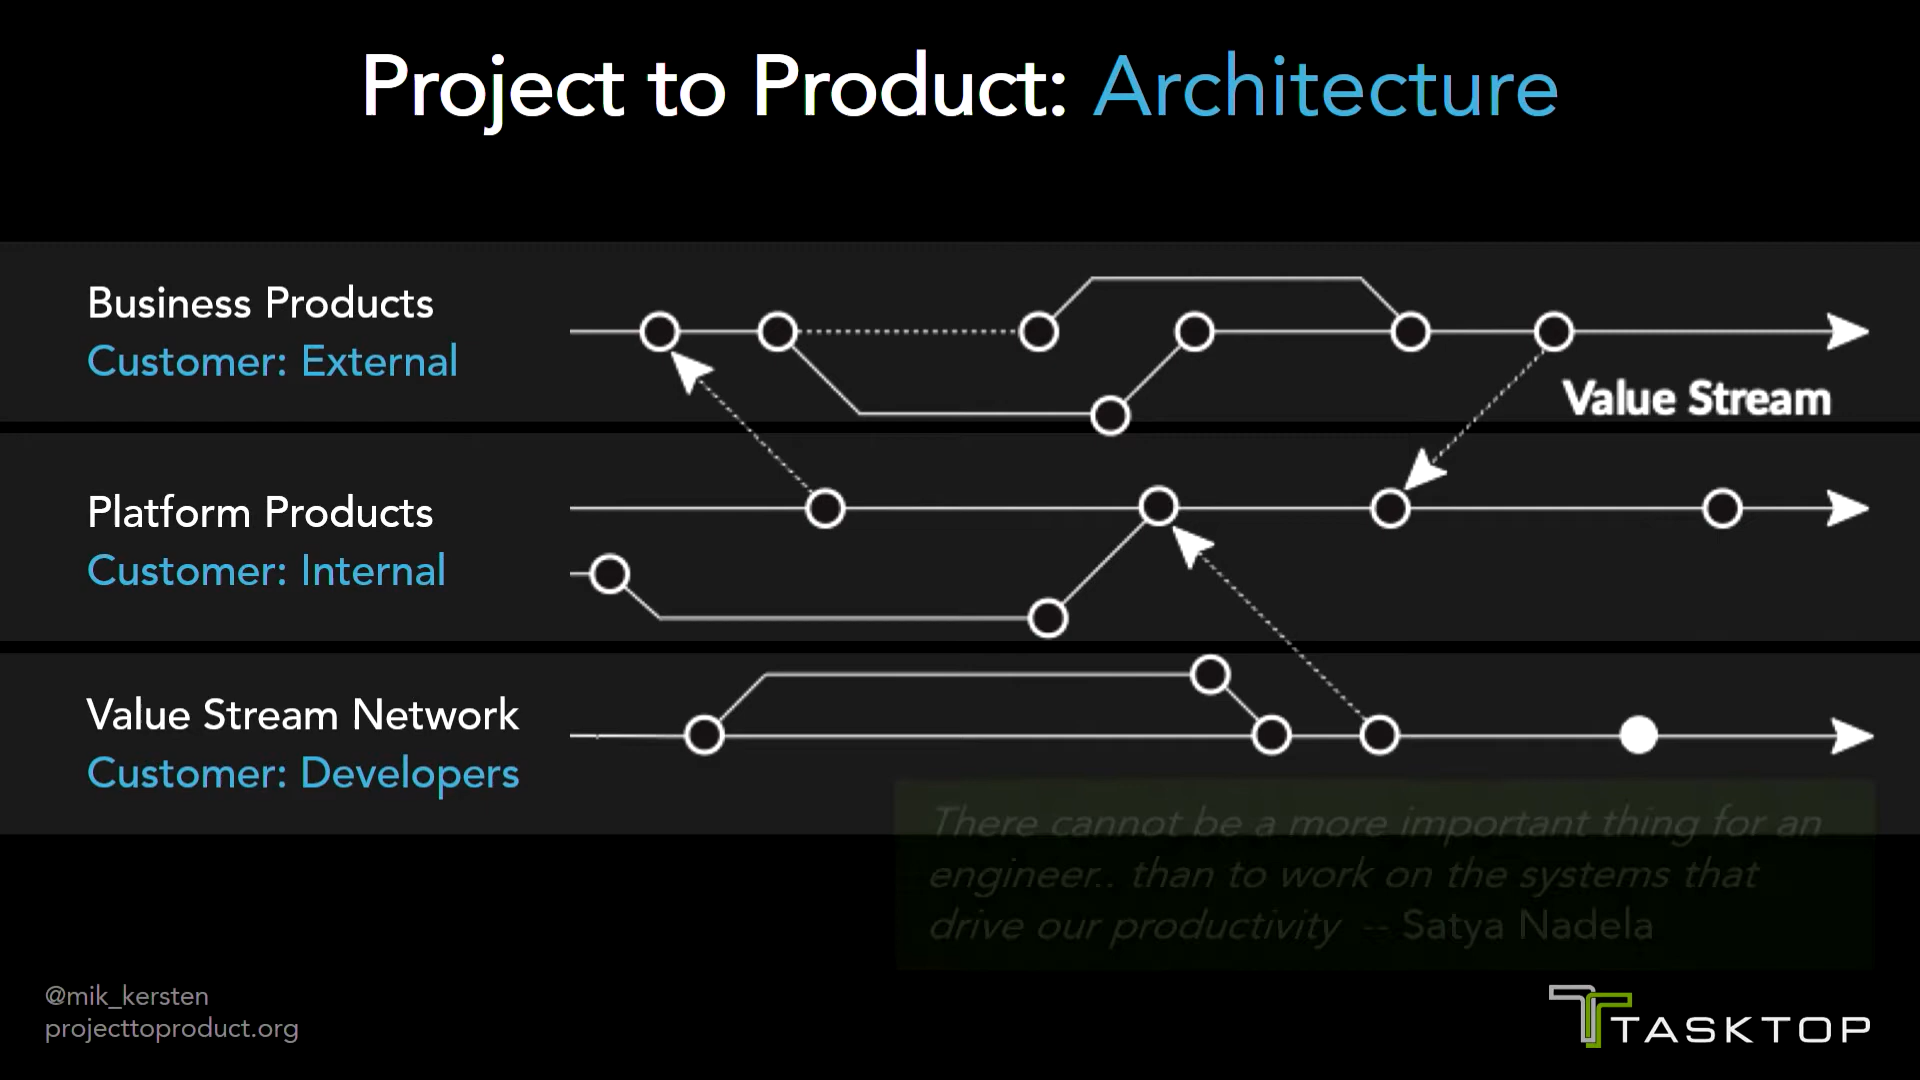 Project to Product: Architecture
Business Products
Customer: External
Value Stream
Platform Products
Customer: Internal
Value Stream Network
Customer: Developers
There cannot be a more important thing for an
engineer.. than to work on the systems that
drive our productivity -- Satya Nadela
@mik_kersten
projecttoproduct.org
TASKTOP